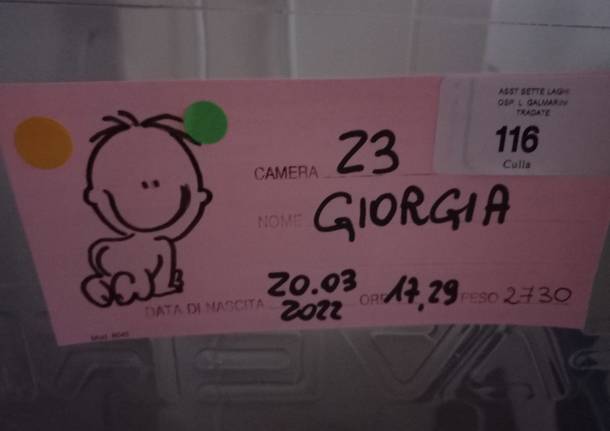 ASST SETTE LAGHI
OSP. L. GALMARINI
TRADATE
116
Culla
CAMERA 23
NOME GIORGIA
DATA DI NASCITA 20.03 2022 ORE 17,29 PESO 2730